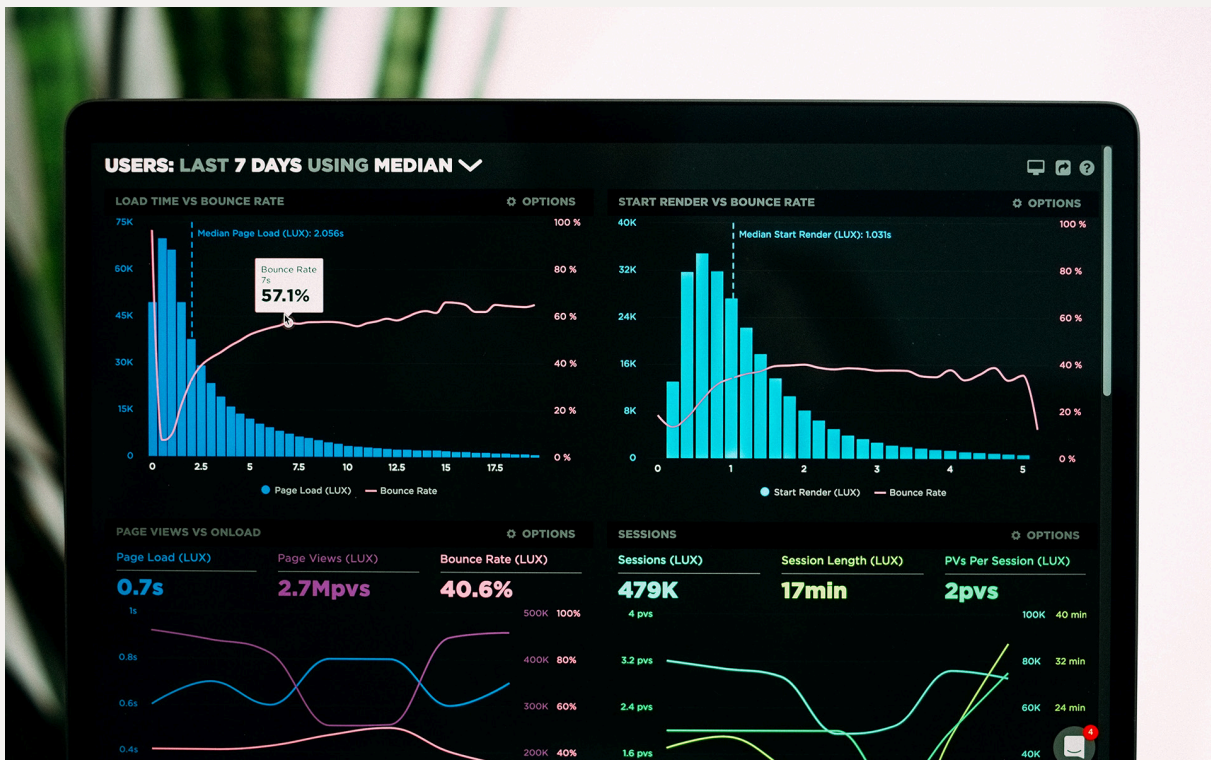 USERS: LAST 7 DAYS USING MEDIAN
LOAD TIME VS BOUNCE RATE
OPTIONS
75K
60K
45K
30K
15K
0
Median Page Load (LUX): 2.056s
Bounce Rate
7s
57.1%
100 %
80 %
60 %
40 %
20 %
0 %
0 2.5 5 7.5 10 12.5 15 17.5
Page Load (LUX) Bounce Rate
START RENDER VS BOUNCE RATE
OPTIONS
40K
32K
24K
16K
8K
0
Median Start Render (LUX): 1.031s
100 %
80 %
60 %
40 %
20 %
0 %
0 1 2 3 4 5
Start Render (LUX) Bounce Rate
PAGE VIEWS VS ONLOAD
OPTIONS
Page Load (LUX) Page Views (LUX) Bounce Rate (LUX)
0.7s 2.7Mpvs 40.6%
1s 500K 100%
0.8s 400K 80%
0.6s 300K 60%
0.4s 200K 40%
SESSIONS
OPTIONS
Sessions (LUX) Session Length (LUX) PVs Per Session (LUX)
479K 17min 2pvs
4 pvs 100K 40 min
3.2 pvs 80K 32 min
2.4 pvs 60K 24 min
1.6 pvs 40K
4